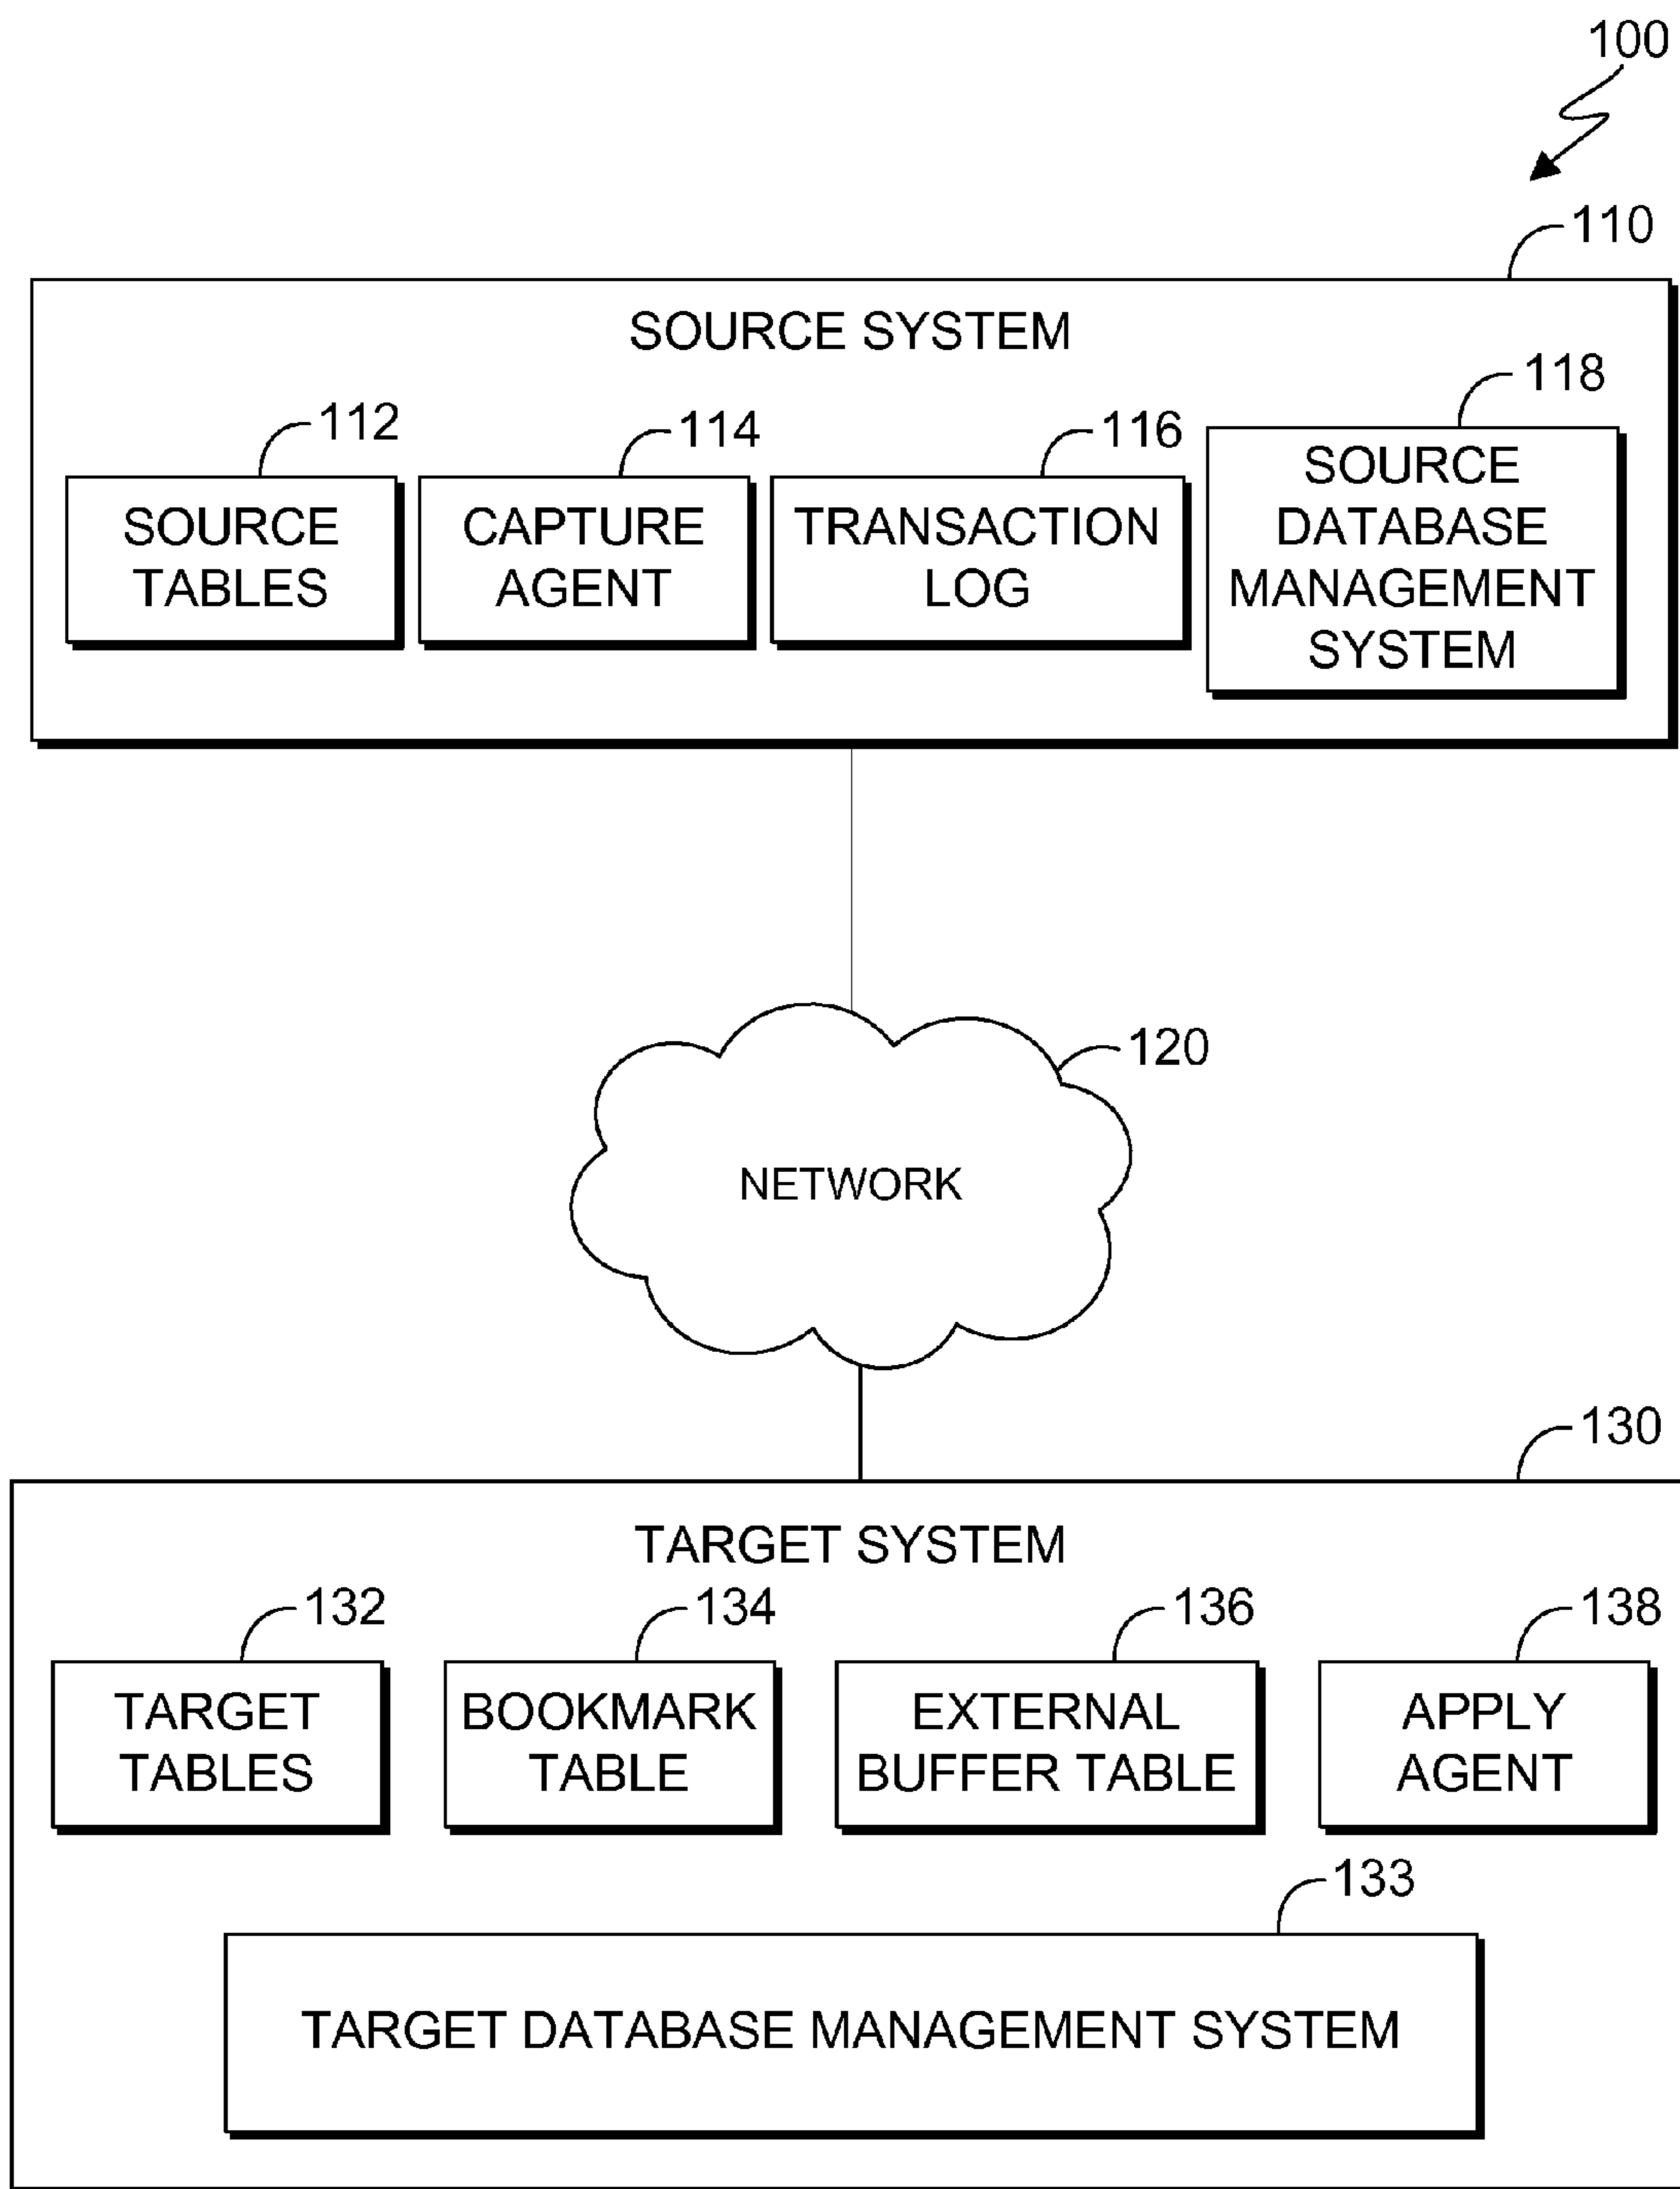 100
110
SOURCE SYSTEM
112
114
116
118
SOURCE
TABLES
CAPTURE
AGENT
TRANSACTION
LOG
SOURCE
DATABASE
MANAGEMENT
SYSTEM
120
NETWORK
130
TARGET SYSTEM
132
134
136
138
TARGET
TABLES
BOOKMARK
TABLE
EXTERNAL
BUFFER TABLE
APPLY
AGENT
133
TARGET DATABASE MANAGEMENT SYSTEM